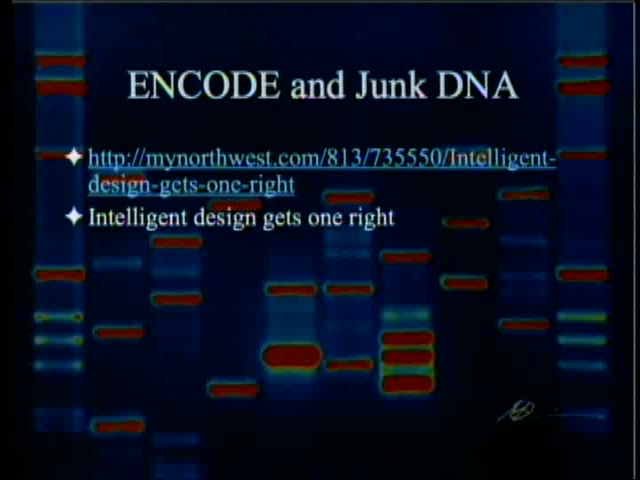 ENCODE and Junk DNA
http://mynorthwest.com/813/735550/Intelligent-
design-gets-one-right
Intelligent design gets one right